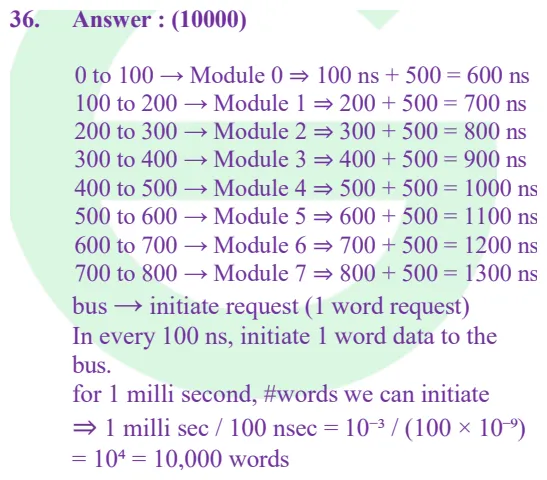 36. Answer : (10000)
0 to 100 → Module 0 ⇒ 100 ns + 500 = 600 ns
100 to 200 → Module 1 ⇒ 200 + 500 = 700 ns
200 to 300 → Module 2 ⇒ 300 + 500 = 800 ns
300 to 400 → Module 3 ⇒ 400 + 500 = 900 ns
400 to 500 → Module 4 ⇒ 500 + 500 = 1000 ns
500 to 600 → Module 5 ⇒ 600 + 500 = 1100 ns
600 to 700 → Module 6 ⇒ 700 + 500 = 1200 ns
700 to 800 → Module 7 ⇒ 800 + 500 = 1300 ns
bus → initiate request (1 word request)
In every 100 ns, initiate 1 word data to the
bus.
for 1 milli second, #words we can initiate
⇒ 1 milli sec / 100 nsec = 10⁻³ / (100 × 10⁻⁹)
= 10⁴ = 10,000 words